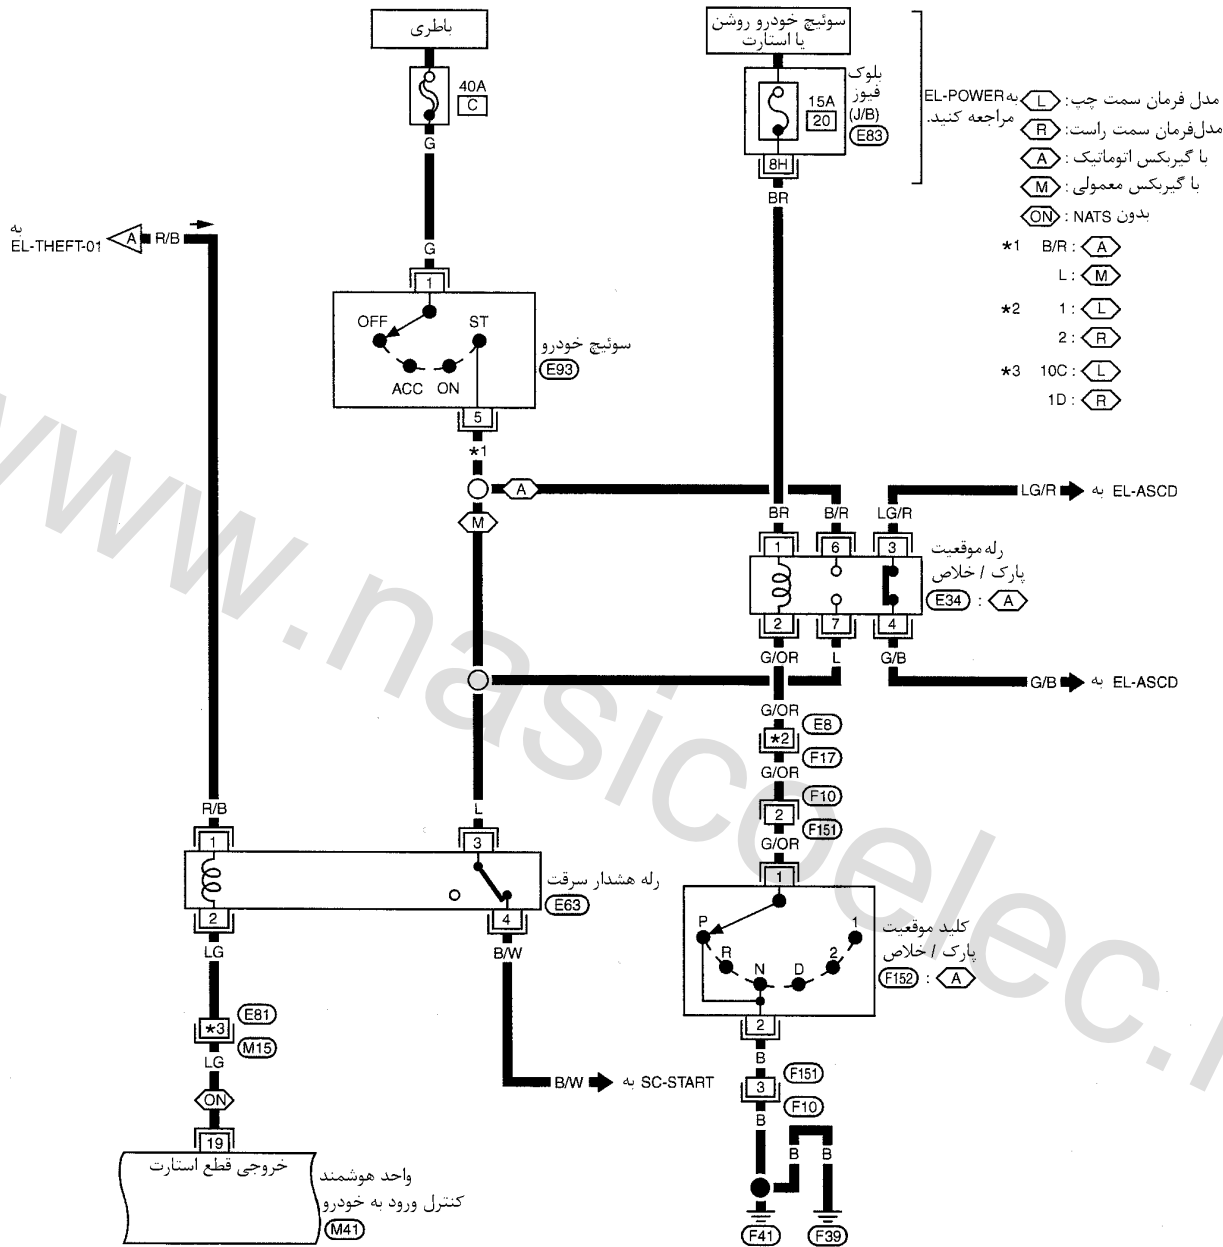 باطری
40A
C
G
G
1
OFF
ST
ACC
ON
سوئیچ خودرو
E93
5
*1
A
M
سوئیچ خودرو روشن
یا استارت
بلوک
فیوز
(J/B)
E83
15A
20
8H
BR
به EL-POWER
مراجعه کنید.
L : مدل فرمان سمت چپ
R : مدل فرمان سمت راست
A : با گیربکس اتوماتیک
M : با گیربکس معمولی
ON : بدون NATS
*1 B/R : A
L : M
*2 1 : L
2 : R
*3 10C : L
1D : R
به
EL-THEFT-01
A
R/B
BR
B/R
LG/R
LG/R
به EL-ASCD
1
6
3
رله موقعیت
پارک / خلاص
E34 : A
2
7
4
G/OR
L
G/B
G/B
به EL-ASCD
G/OR
E8
*2
F17
G/OR
F10
2
F151
G/OR
R/B
L
1
3
رله هشدار سرقت
E63
2
4
LG
B/W
B/W
به SC-START
E81
*3
M15
LG
ON
19
خروجی قطع استارت
واحد هوشمند
کنترل ورود به خودرو
M41
1
P
R
N
D
2
1
کلید موقعیت
پارک / خلاص
F152 : A
2
B
F151
3
F10
B
B
B
F41
F39
www.nasicoelec.